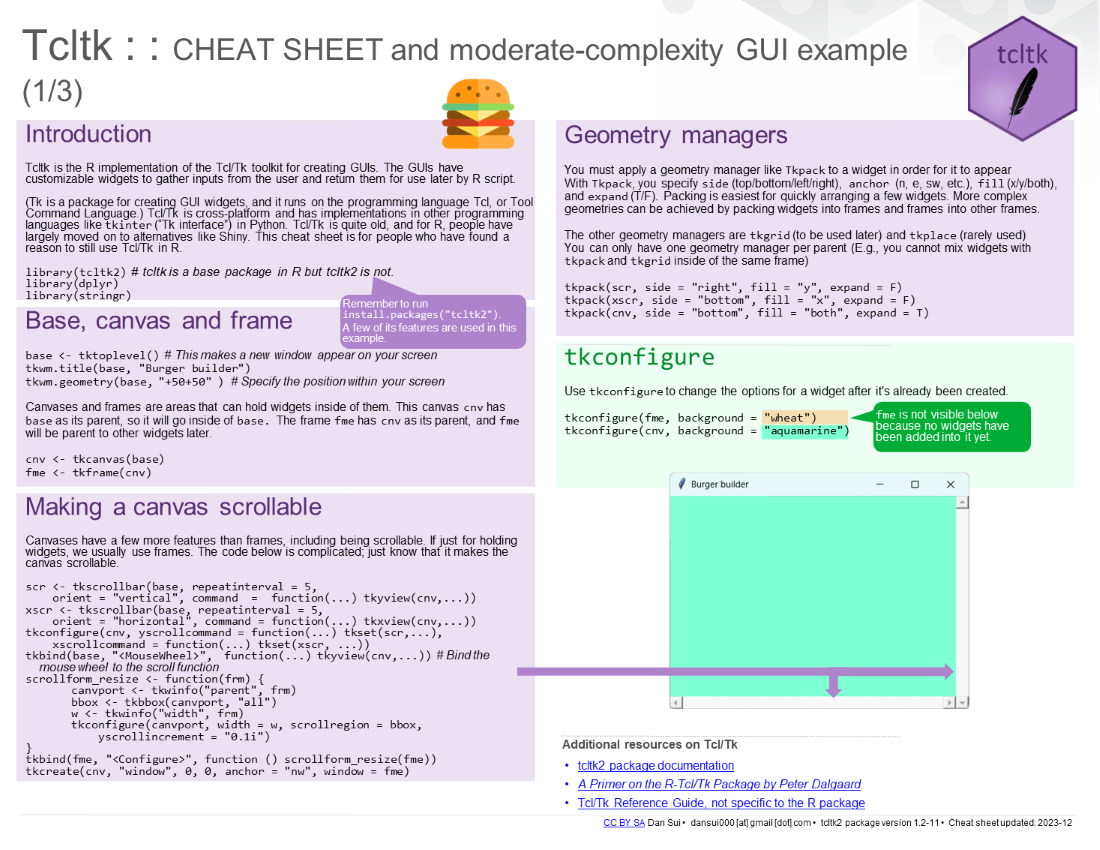 Tcltk : : CHEAT SHEET and moderate-complexity GUI example
(1/3)
tcltk
Introduction
Tcltk is the R implementation of the Tcl/Tk toolkit for creating GUIs. The GUIs have
customizable widgets to gather inputs from the user and return them for use later by R script.
(Tk is a package for creating GUI widgets, and it runs on the programming language Tcl, or Tool
Command Language.) Tcl/Tk is cross-platform and has implementations in other programming
languages like tkinter ("Tk interface") in Python. Tcl/Tk is quite old, and for R, people have
largely moved on to alternatives like Shiny. This cheat sheet is for people who have found a
reason to still use Tcl/Tk in R.
library(tcltk2) # tcltk is a base package in R but tcltk2 is not.
library(dplyr)
library(stringr)
Remember to run
install.packages("tcltk2").
A few of its features are used in this
example.
Base, canvas and frame
base <- tktoplevel() # This makes a new window appear on your screen
tkwm.title(base, "Burger builder")
tkwm.geometry(base, "+50+50" ) # Specify the position within your screen
Canvases and frames are areas that can hold widgets inside of them. This canvas cnv has
base as its parent, so it will go inside of base. The frame fme has cnv as its parent, and fme
will be parent to other widgets later.
cnv <- tkcanvas(base)
fme <- tkframe(cnv)
Making a canvas scrollable
Canvases have a few more features than frames, including being scrollable. If just for holding
widgets, we usually use frames. The code below is complicated; just know that it makes the
canvas scrollable.
scr <- tkscrollbar(base, repeatinterval = 5,
orient = "vertical", command = function(...) tkyview(cnv,...))
xscr <- tkscrollbar(base, repeatinterval = 5,
orient = "horizontal", command = function(...) tkxview(cnv,...))
tkconfigure(cnv, yscrollcommand = function(...) tkset(scr,...),
xscrollcommand = function(...) tkset(xscr, ...))
tkbind(base, "<MouseWheel>", function(...) tkyview(cnv,...)) # Bind the
mouse wheel to the scroll function
scrollform_resize <- function(frm) {
canvport <- tkwinfo("parent", frm)
bbox <- tkbbox(canvport, "all")
w <- tkwinfo("width", frm)
tkconfigure(canvport, width = w, scrollregion = bbox,
yscrollincrement = "0.1i")
}
tkbind(fme, "<Configure>", function () scrollform_resize(fme))
tkcreate(cnv, "window", 0, 0, anchor = "nw", window = fme)
Geometry managers
You must apply a geometry manager like Tkpack to a widget in order for it to appear
With Tkpack, you specify side (top/bottom/left/right), anchor (n, e, sw, etc.), fill (x/y/both),
and expand (T/F). Packing is easier for quickly arranging a few widgets. More complex
geometries can be achieved by packing widgets into frames and frames into other frames.
The other geometry managers are tkgrid (to be used later) and tkplace (rarely used)
You can only have one geometry manager per parent (E.g., you cannot mix widgets with
tkpack and tkgrid inside of the same frame)
tkpack(scr, side = "right", fill = "y", expand = F)
tkpack(xscr, side = "bottom", fill = "x", expand = F)
tkpack(cnv, side = "bottom", fill = "both", expand = T)
tkconfigure
Use tkconfigure to change the options for a widget after it's already been created.
tkconfigure(fme, background = "wheat")
tkconfigure(cnv, background = "aquamarine")
fme is not visible below
because no widgets have
been added into it yet.
Burger builder
Additional resources on Tcl/Tk
• tcltk2 package documentation
• A Primer on the R-Tcl/Tk Package by Peter Dalgaard
• Tcl/Tk Reference Guide, not specific to the R package
CC BY SA Dan Sui • dansui000 [at] gmail [dot] com • tcltk2 package version 1.2-11 • Cheat sheet updated: 2023-12